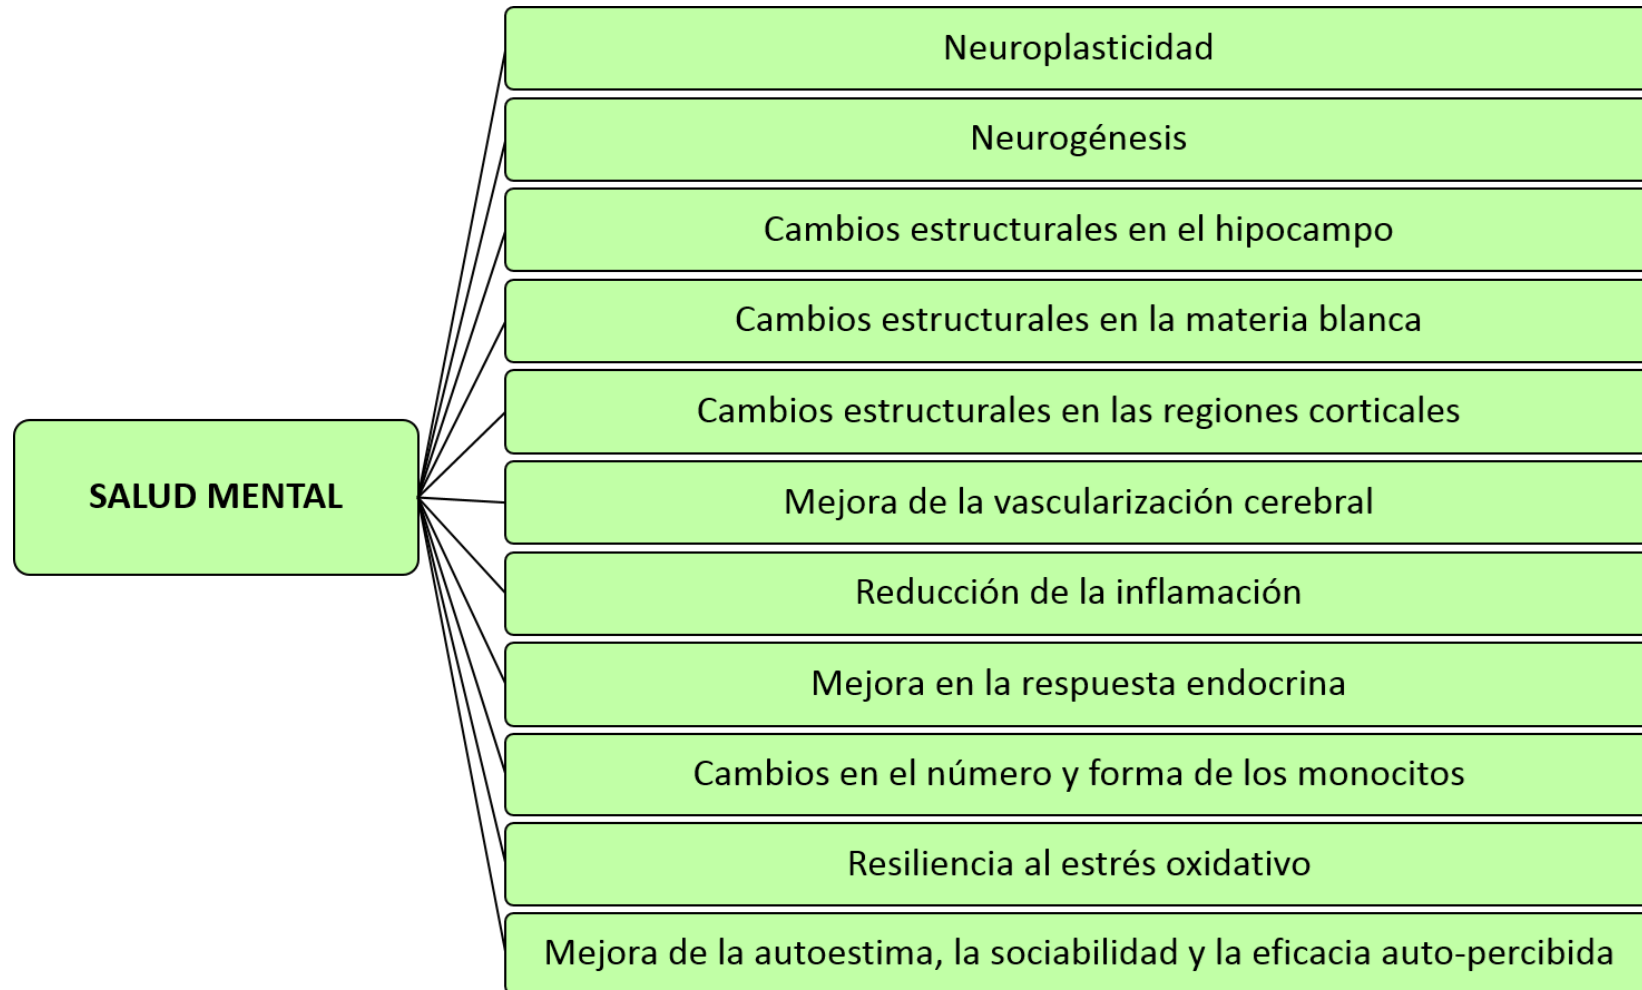 Neuroplasticidad
Neurogénesis
Cambios estructurales en el hipocampo
Cambios estructurales en la materia blanca
Cambios estructurales en las regiones corticales
SALUD MENTAL
Mejora de la vascularización cerebral
Reducción de la inflamación
Mejora en la respuesta endocrina
Cambios en el número y forma de los monocitos
Resiliencia al estrés oxidativo
Mejora de la autoestima, la sociabilidad y la eficacia auto-percibida